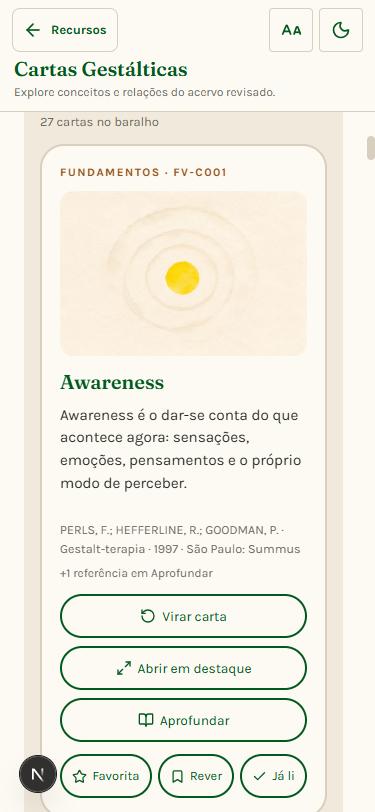 Recursos
Aa
Cartas Gestálticas
Explore conceitos e relações do acervo revisado.
27 cartas no baralho
FUNDAMENTOS · FV-C001
Awareness
Awareness é o dar-se conta do que
acontece agora: sensações,
emoções, pensamentos e o próprio
modo de perceber.
PERLS, F.; HEFFERLINE, R.; GOODMAN, P. ·
Gestalt-terapia · 1997 · São Paulo: Summus
+1 referência em Aprofundar
Virar carta
Abrir em destaque
Aprofundar
N
Favorita
Rever
Já li